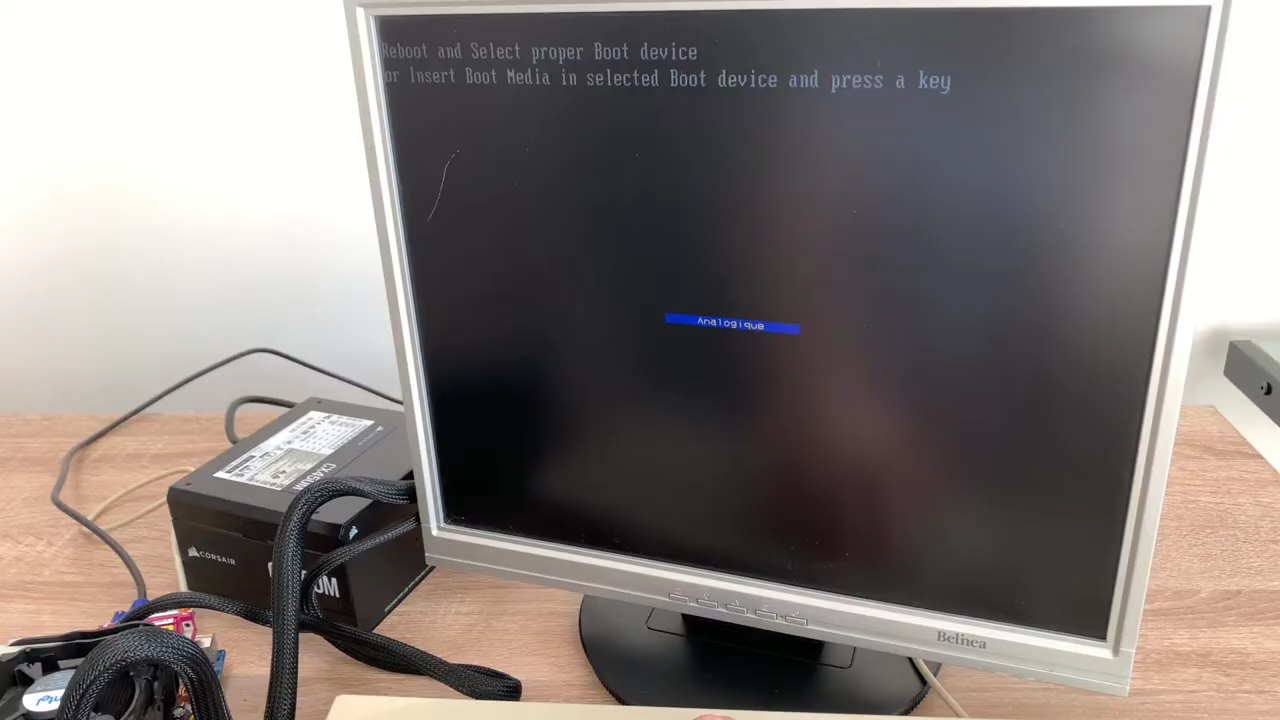 Reboot and Select proper Boot device
or Insert Boot Media in selected Boot device and press a key
Analogique
CORSAIR
Belinea